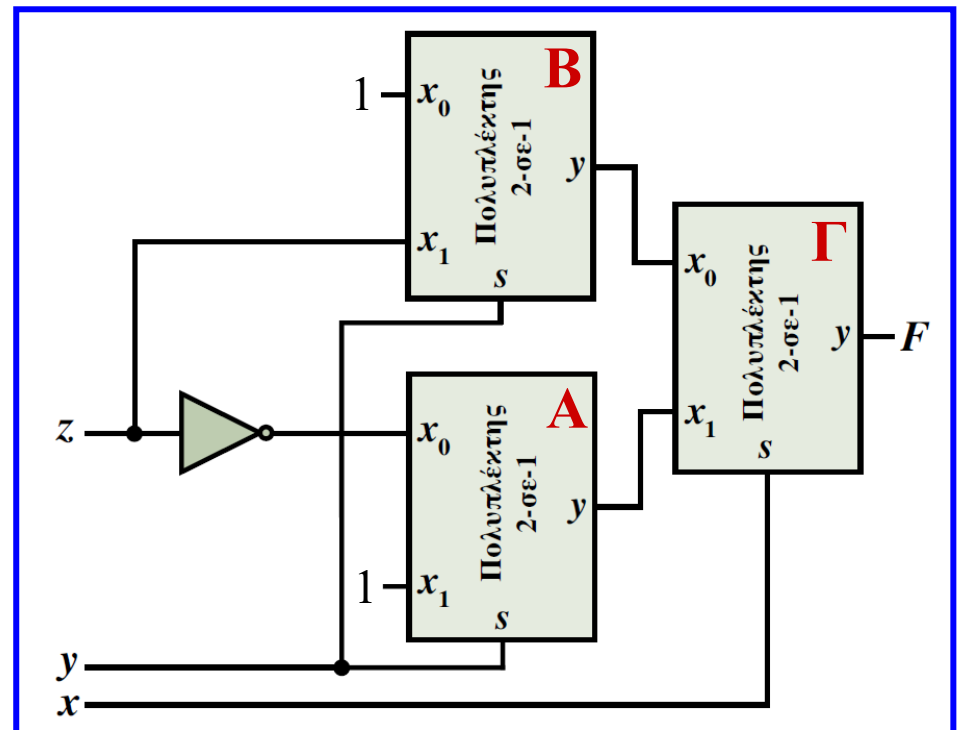 B
1 x0
Πολυπλέκτης
2-σε-1
y
x1
s
Γ
x0
Πολυπλέκτης
2-σε-1
y
F
x1
s
A
z
x0
Πολυπλέκτης
2-σε-1
y
1 x1
s
y
x